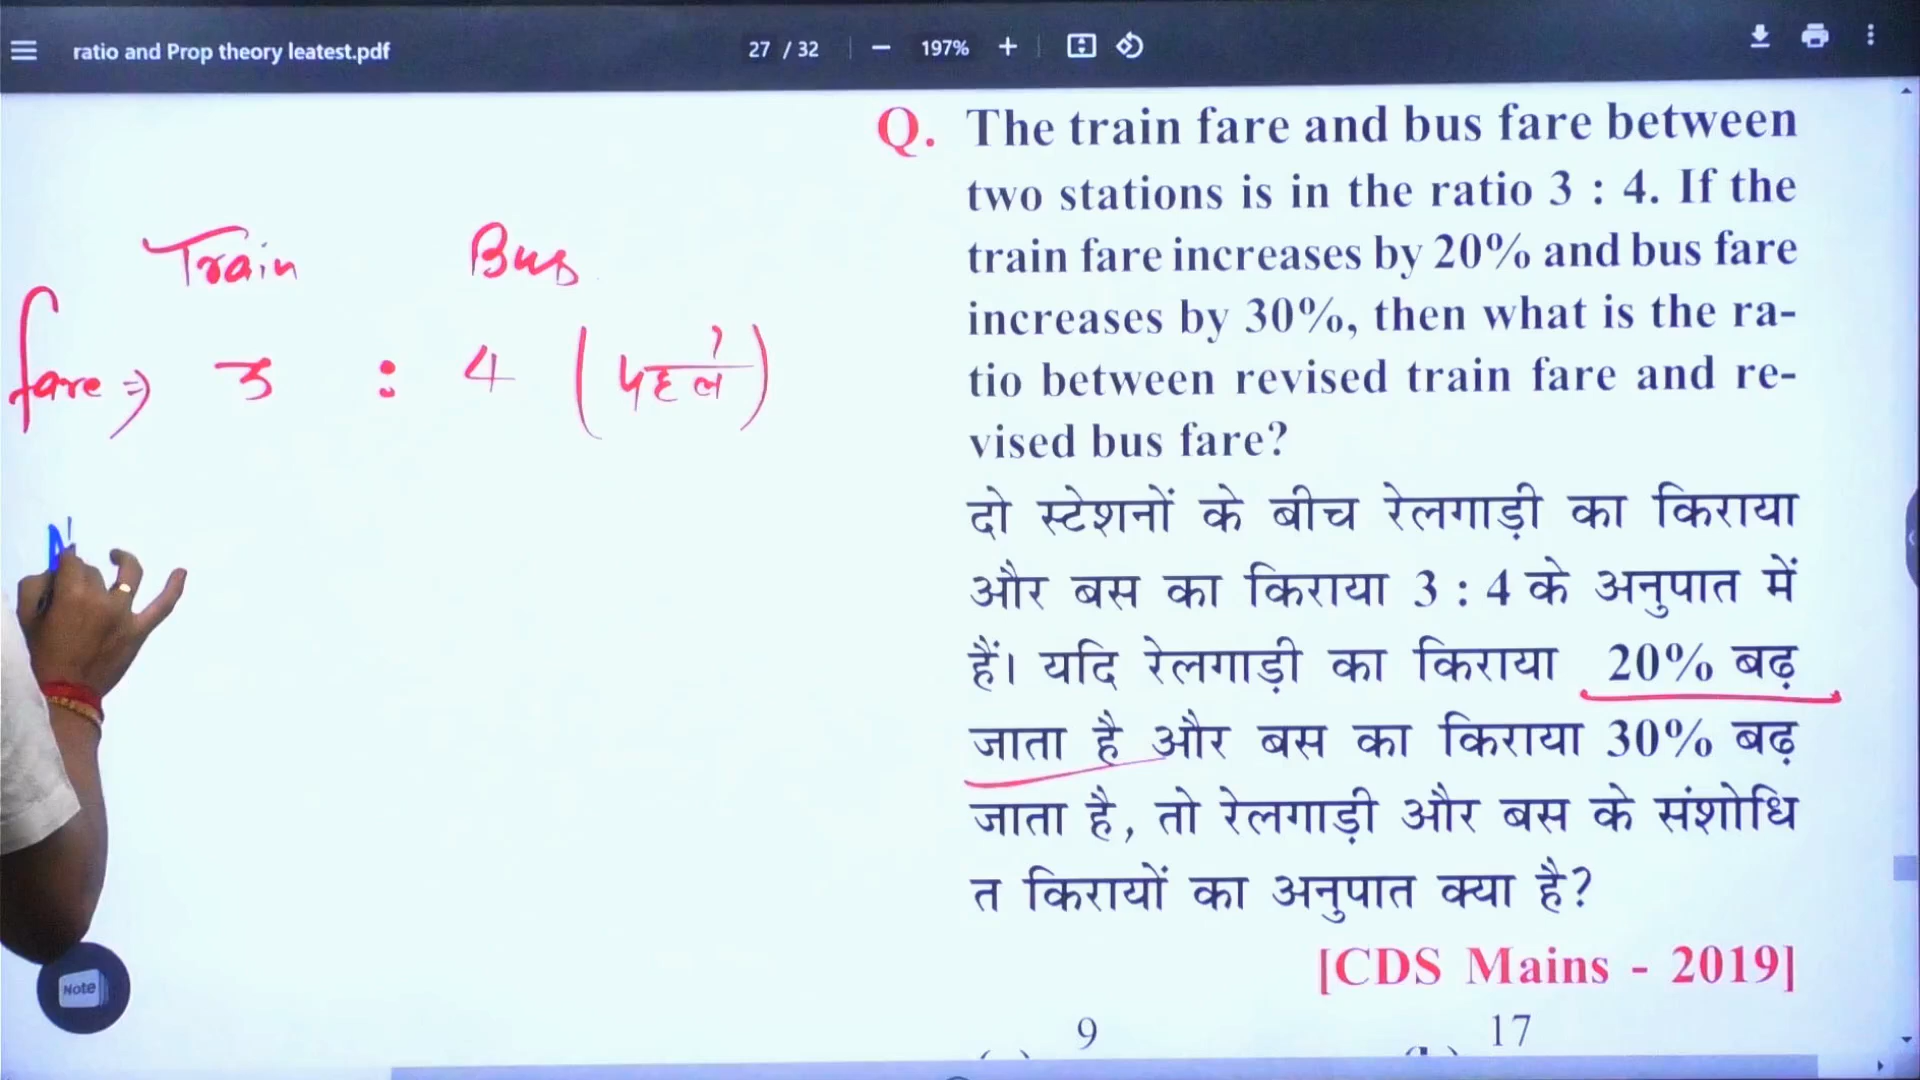 ratio and Prop theory leatest.pdf
27 / 32
197%
Train Bus
fare ⇒ 3 : 4 (पहले)
N
Q. The train fare and bus fare between
two stations is in the ratio 3 : 4. If the
train fare increases by 20% and bus fare
increases by 30%, then what is the ra-
tio between revised train fare and re-
vised bus fare?
दो स्टेशनों के बीच रेलगाड़ी का किराया
और बस का किराया 3 : 4 के अनुपात में
हैं। यदि रेलगाड़ी का किराया 20% बढ़
जाता है और बस का किराया 30% बढ़
जाता है, तो रेलगाड़ी और बस के संशोधि
त किरायों का अनुपात क्या है?
[CDS Mains - 2019]
9 17
Note